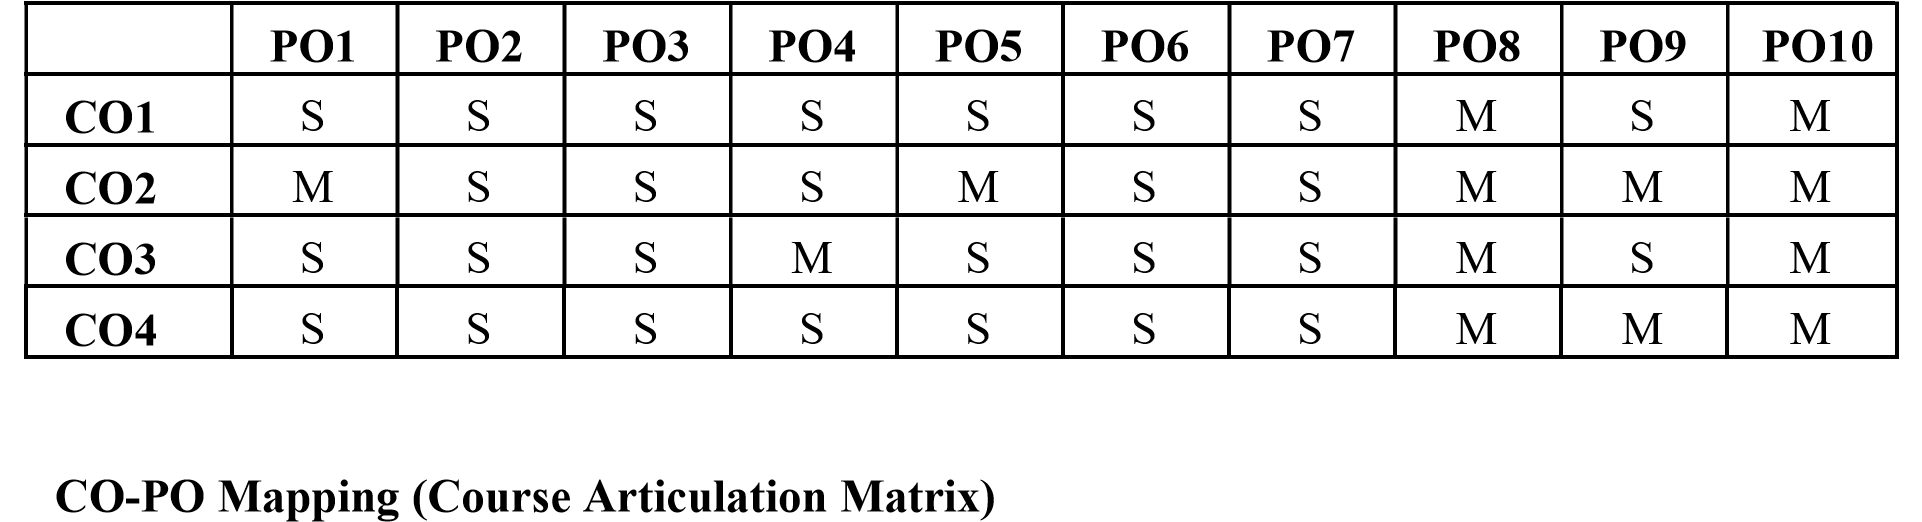 PO1 PO2 PO3 PO4 PO5 PO6 PO7 PO8 PO9 PO10
CO1 S S S S S S S M S M
CO2 M S S S M S S M M M
CO3 S S S M S S S M S M
CO4 S S S S S S S M M M
CO-PO Mapping (Course Articulation Matrix)